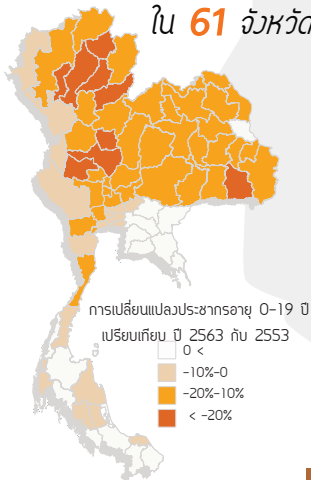 ใน 61 จังหวัด
การเปลี่ยนแปลงประชากรอายุ 0-19 ปี
เปรียบเทียบ ปี 2563 กับ 2553
0 <
-10%-0
-20%-10%
< -20%